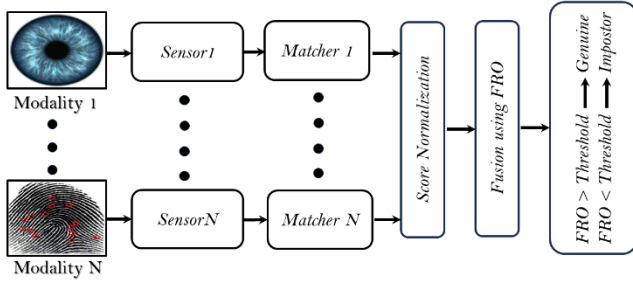 Sensor1
Matcher 1
Modality 1
SensorN
Matcher N
Modality N
Score Normalization
Fusion using FRO
FRO > Threshold → Genuine
FRO < Threshold → Impostor